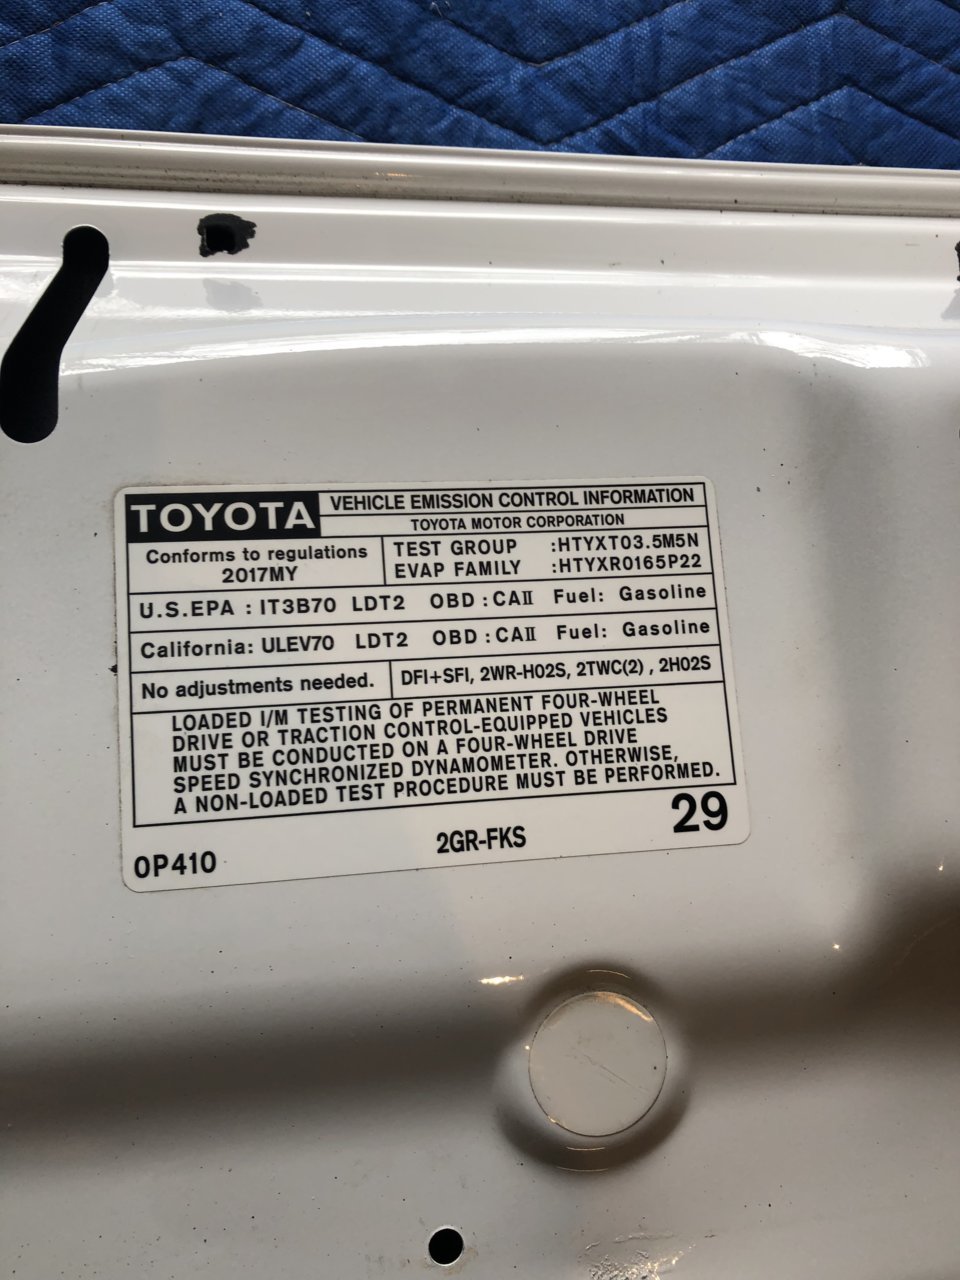 TOYOTA VEHICLE EMISSION CONTROL INFORMATION
TOYOTA MOTOR CORPORATION
Conforms to regulations
2017MY
TEST GROUP :HTYXT03.5M5N
EVAP FAMILY :HTYXR0165P22
U.S.EPA : IT3B70 LDT2 OBD : CAII Fuel: Gasoline
California: ULEV70 LDT2 OBD : CAII Fuel: Gasoline
No adjustments needed. DFI+SFI, 2WR-HO2S, 2TWC(2) , 2HO2S
LOADED I/M TESTING OF PERMANENT FOUR-WHEEL
DRIVE OR TRACTION CONTROL-EQUIPPED VEHICLES
MUST BE CONDUCTED ON A FOUR-WHEEL DRIVE
SPEED SYNCHRONIZED DYNAMOMETER. OTHERWISE,
A NON-LOADED TEST PROCEDURE MUST BE PERFORMED.
0P410 2GR-FKS 29